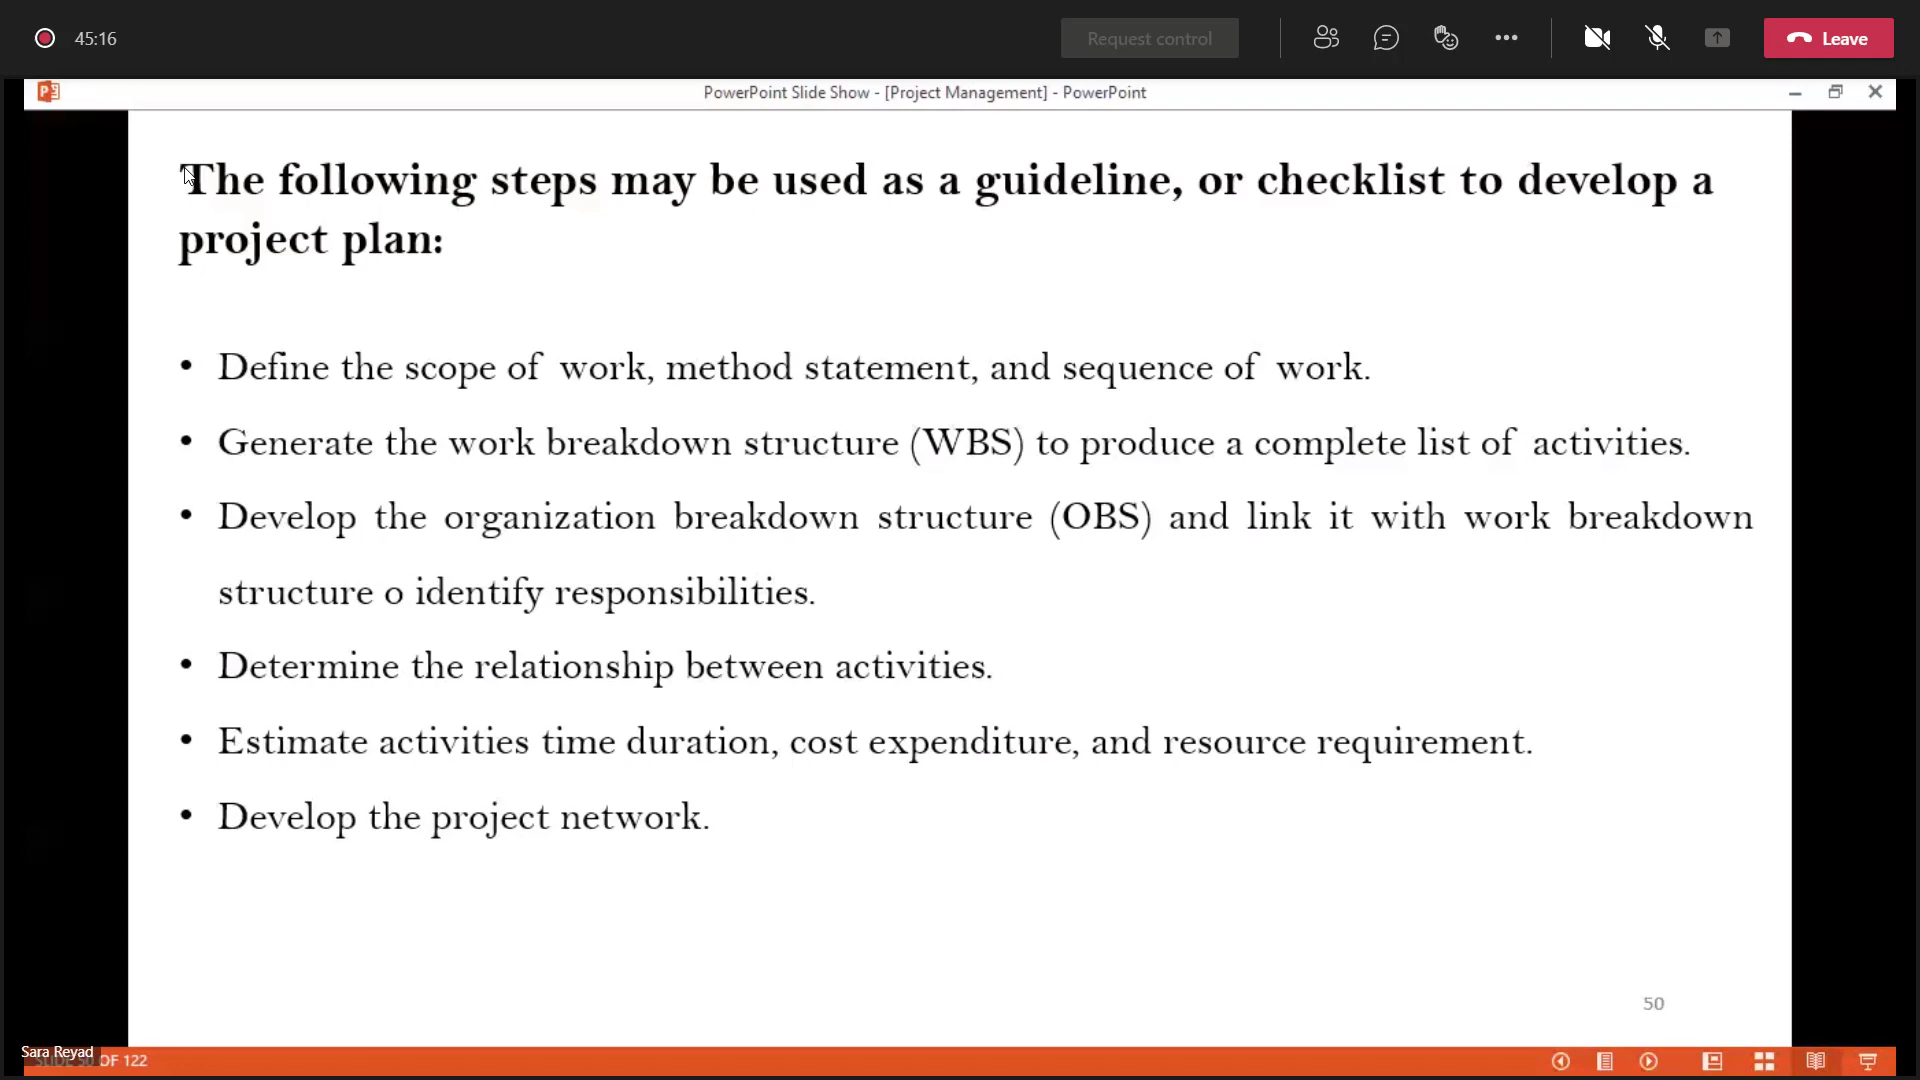 45:16
Request control
Leave
PowerPoint Slide Show - [Project Management] - PowerPoint
The following steps may be used as a guideline, or checklist to develop a
project plan:
• Define the scope of work, method statement, and sequence of work.
• Generate the work breakdown structure (WBS) to produce a complete list of activities.
• Develop the organization breakdown structure (OBS) and link it with work breakdown
structure o identify responsibilities.
• Determine the relationship between activities.
• Estimate activities time duration, cost expenditure, and resource requirement.
• Develop the project network.
50
Sara Reyad
SLIDE 50 OF 122